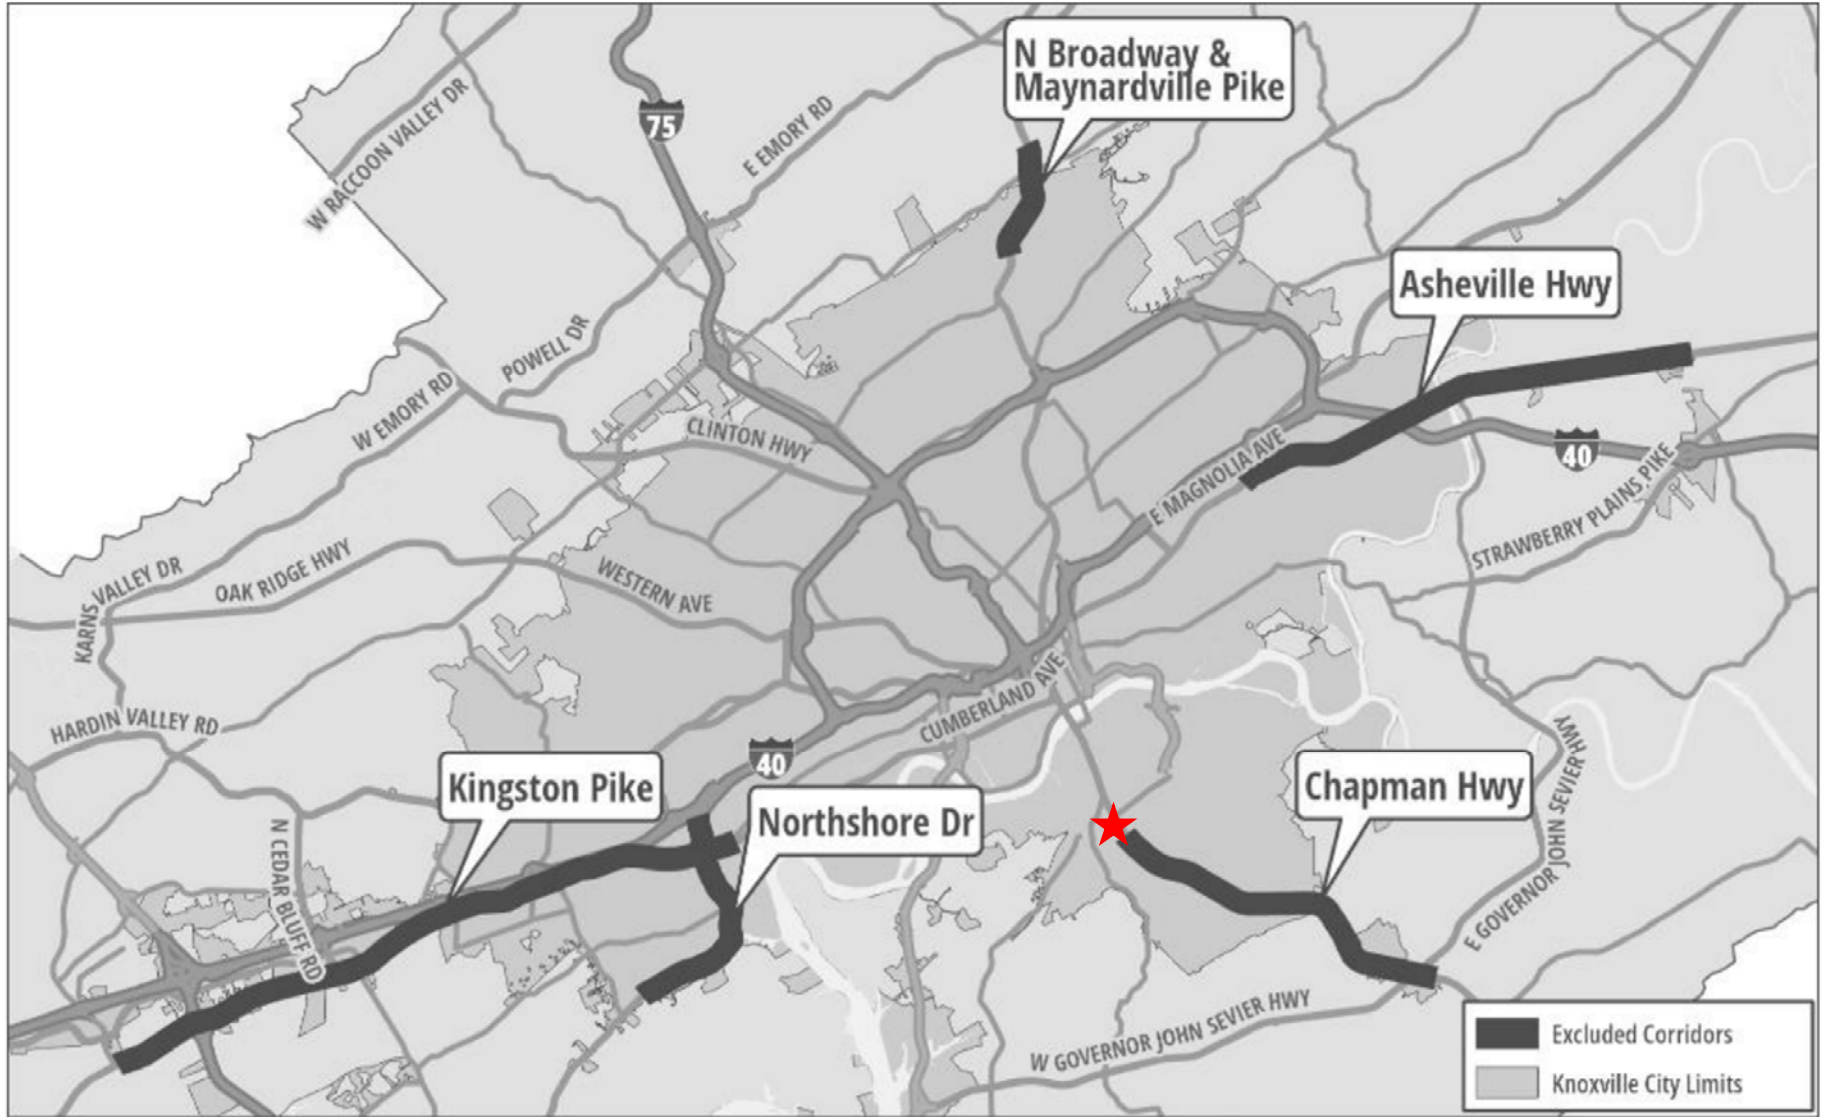 N Broadway &
Maynardville Pike
75
W RACCOON VALLEY DR
E EMORY RD
Asheville Hwy
POWELL DR
W EMORY RD
CLINTON HWY
E MAGNOLIA AVE
40
STRAWBERRY PLAINS PIKE
KARNS VALLEY DR
OAK RIDGE HWY
WESTERN AVE
CUMBERLAND AVE
HARDIN VALLEY RD
40
Kingston Pike
Northshore Dr
Chapman Hwy
N CEDAR BLUFF RD
E GOVERNOR JOHN SEVIER HWY
W GOVERNOR JOHN SEVIER HWY
Excluded Corridors
Knoxville City Limits